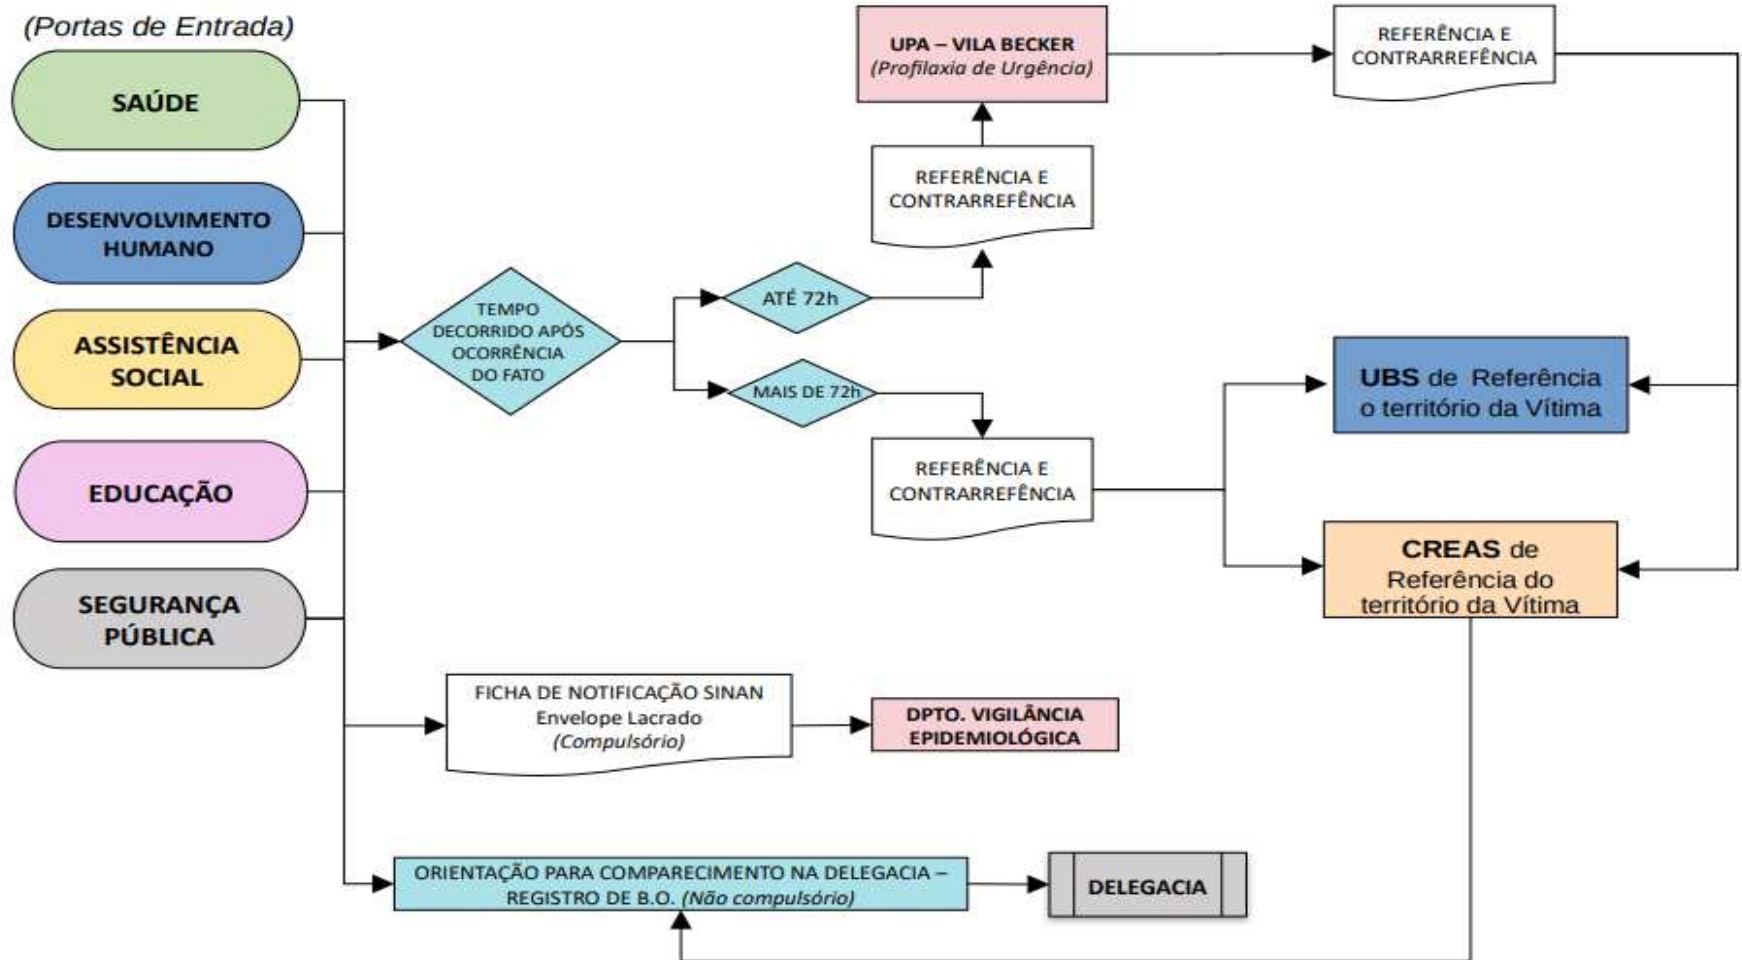 (Portas de Entrada)
SAÚDE
DESENVOLVIMENTO
HUMANO
ASSISTÊNCIA
SOCIAL
EDUCAÇÃO
SEGURANÇA
PÚBLICA
TEMPO
DECORRIDO APÓS
OCORRÊNCIA
DO FATO
ATÉ 72h
MAIS DE 72h
UPA – VILA BECKER
(Profilaxia de Urgência)
REFERÊNCIA E
CONTRARREFÊNCIA
REFERÊNCIA E
CONTRARREFÊNCIA
REFERÊNCIA E
CONTRARREFÊNCIA
UBS de Referência
o território da Vítima
CREAS de
Referência do
território da Vítima
FICHA DE NOTIFICAÇÃO SINAN
Envelope Lacrado
(Compulsório)
DPTO. VIGILÂNCIA
EPIDEMIOLÓGICA
ORIENTAÇÃO PARA COMPARECIMENTO NA DELEGACIA –
REGISTRO DE B.O. (Não compulsório)
DELEGACIA